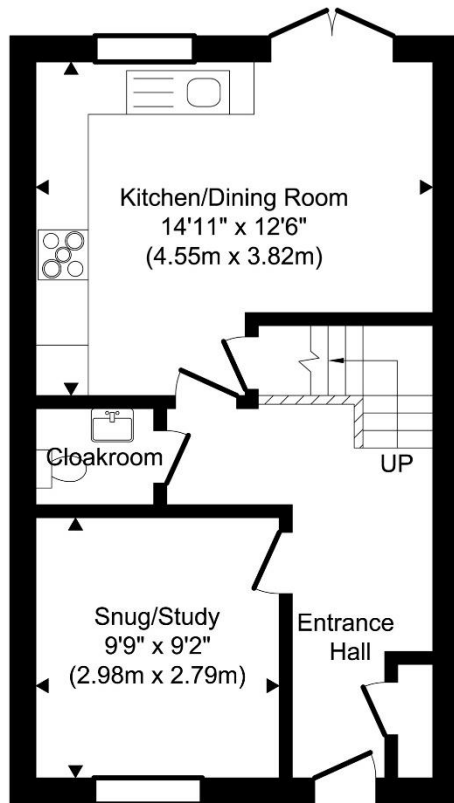 Kitchen/Dining Room
14'11" x 12'6"
(4.55m x 3.82m)
Cloakroom
UP
Snug/Study
9'9" x 9'2"
(2.98m x 2.79m)
Entrance
Hall